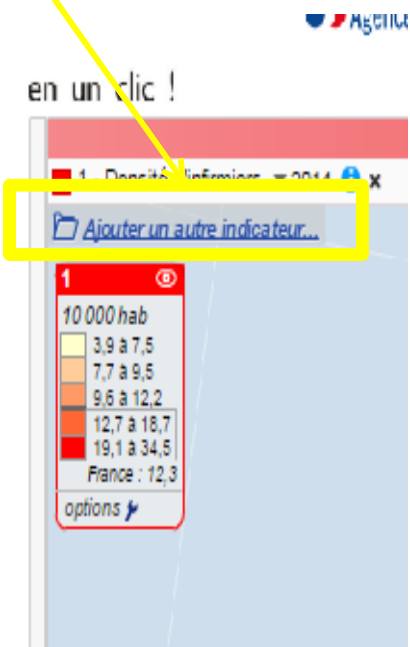 Agence
en un clic !
1 - Densité d'infirmiers 2014 x
Ajouter un autre indicateur...
1
10 000 hab
3,9 à 7,5
7,7 à 9,5
9,6 à 12,2
12,7 à 18,7
19,1 à 34,5
France : 12,3
options